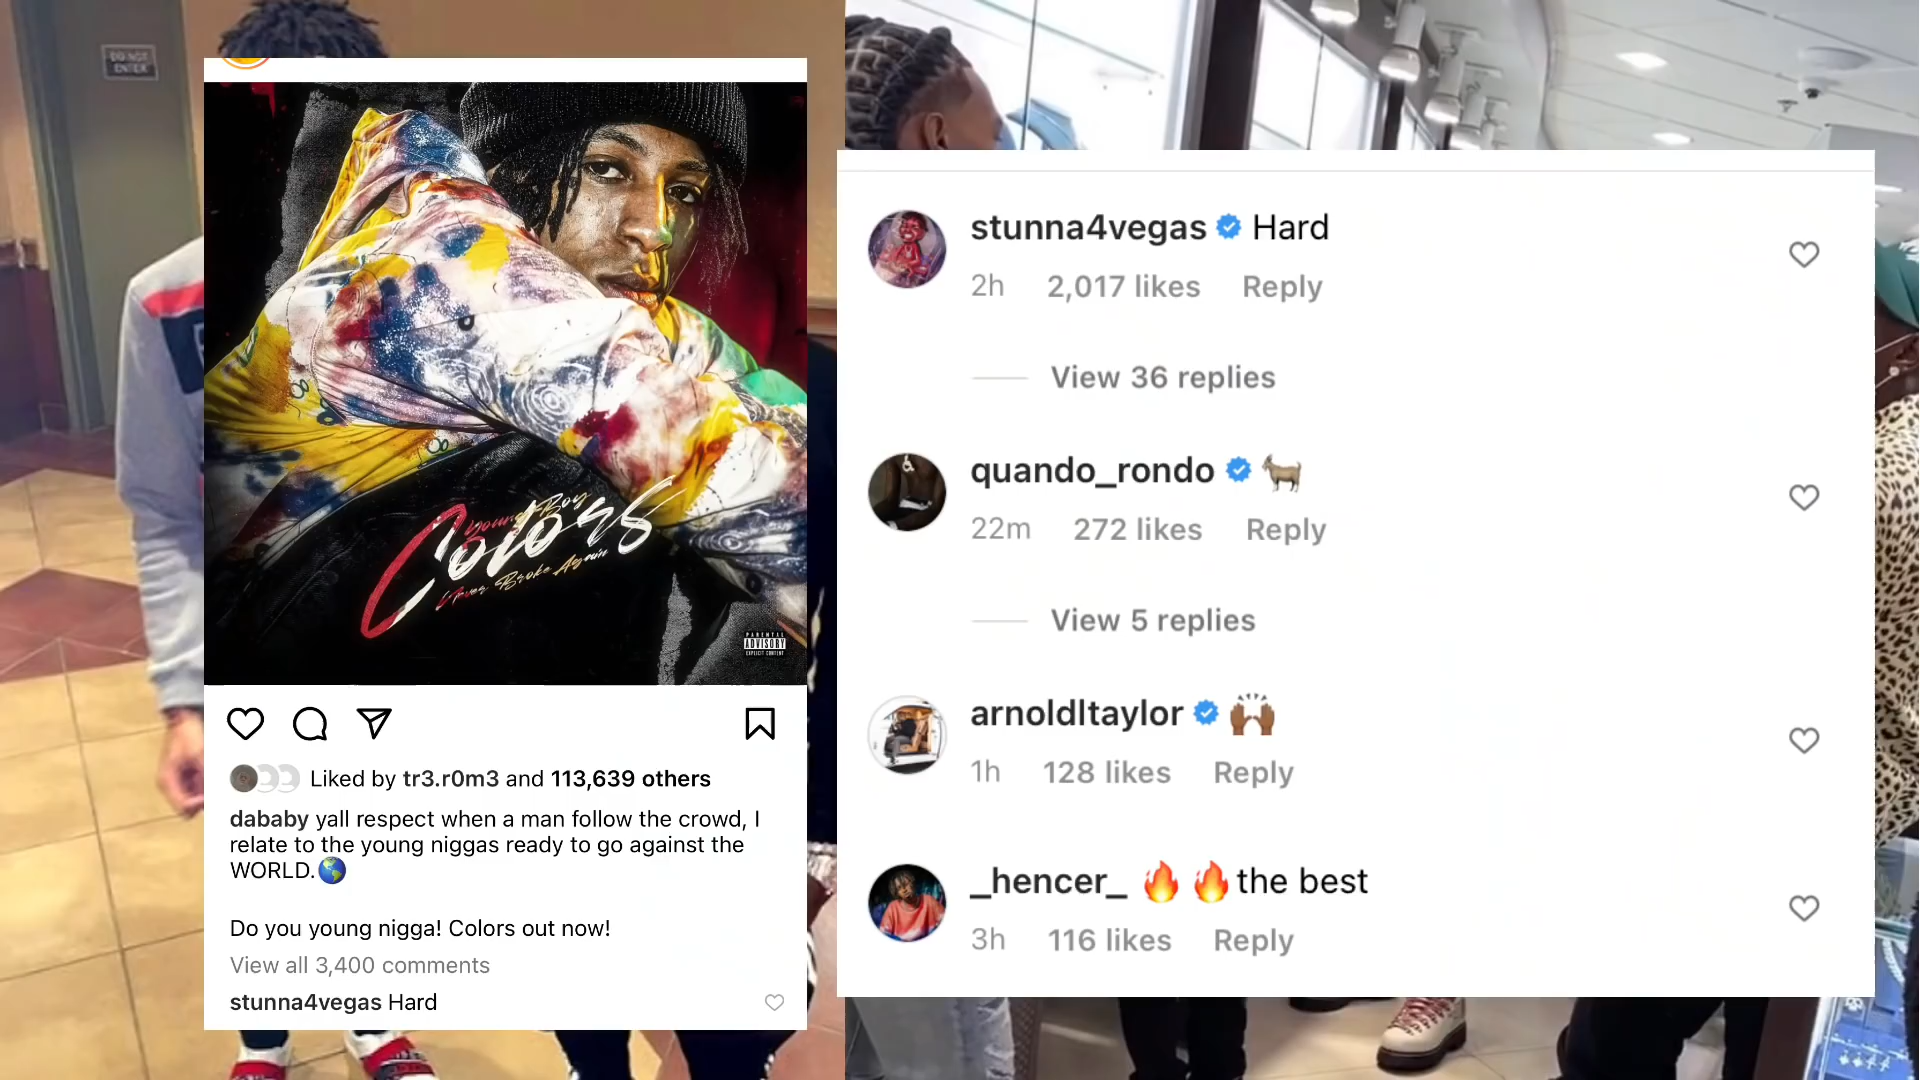 DO NOT
ENTER
Young Boy
Colors
Never Broke Again
PARENTAL
ADVISORY
EXPLICIT CONTENT
Liked by tr3.r0m3 and 113,639 others
dababy yall respect when a man follow the crowd, I
relate to the young niggas ready to go against the
WORLD.🌎
Do you young nigga! Colors out now!
View all 3,400 comments
stunna4vegas Hard
stunna4vegas Hard
2h 2,017 likes Reply
View 36 replies
quando_rondo 🐐
22m 272 likes Reply
View 5 replies
arnoldltaylor 🙌🏾
1h 128 likes Reply
_hencer_ 🔥🔥the best
3h 116 likes Reply